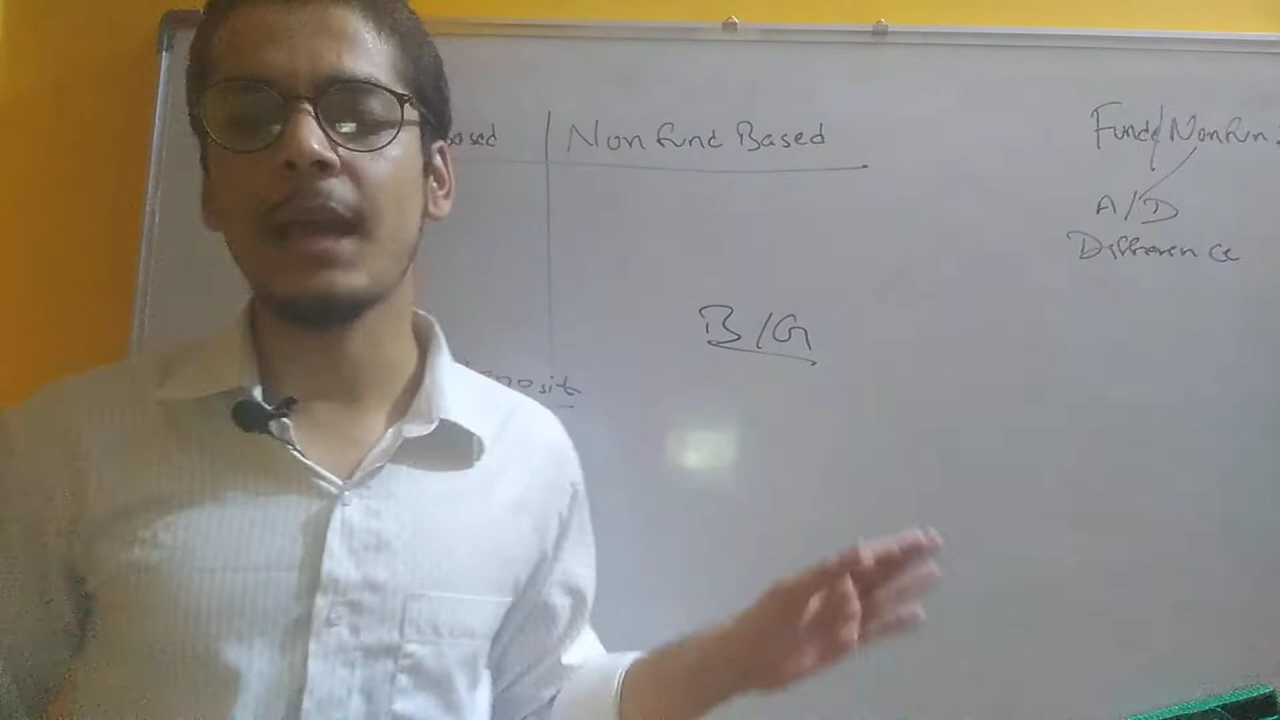 Non fund Based
Fund/Nonfun
A/D
Difference
B/G